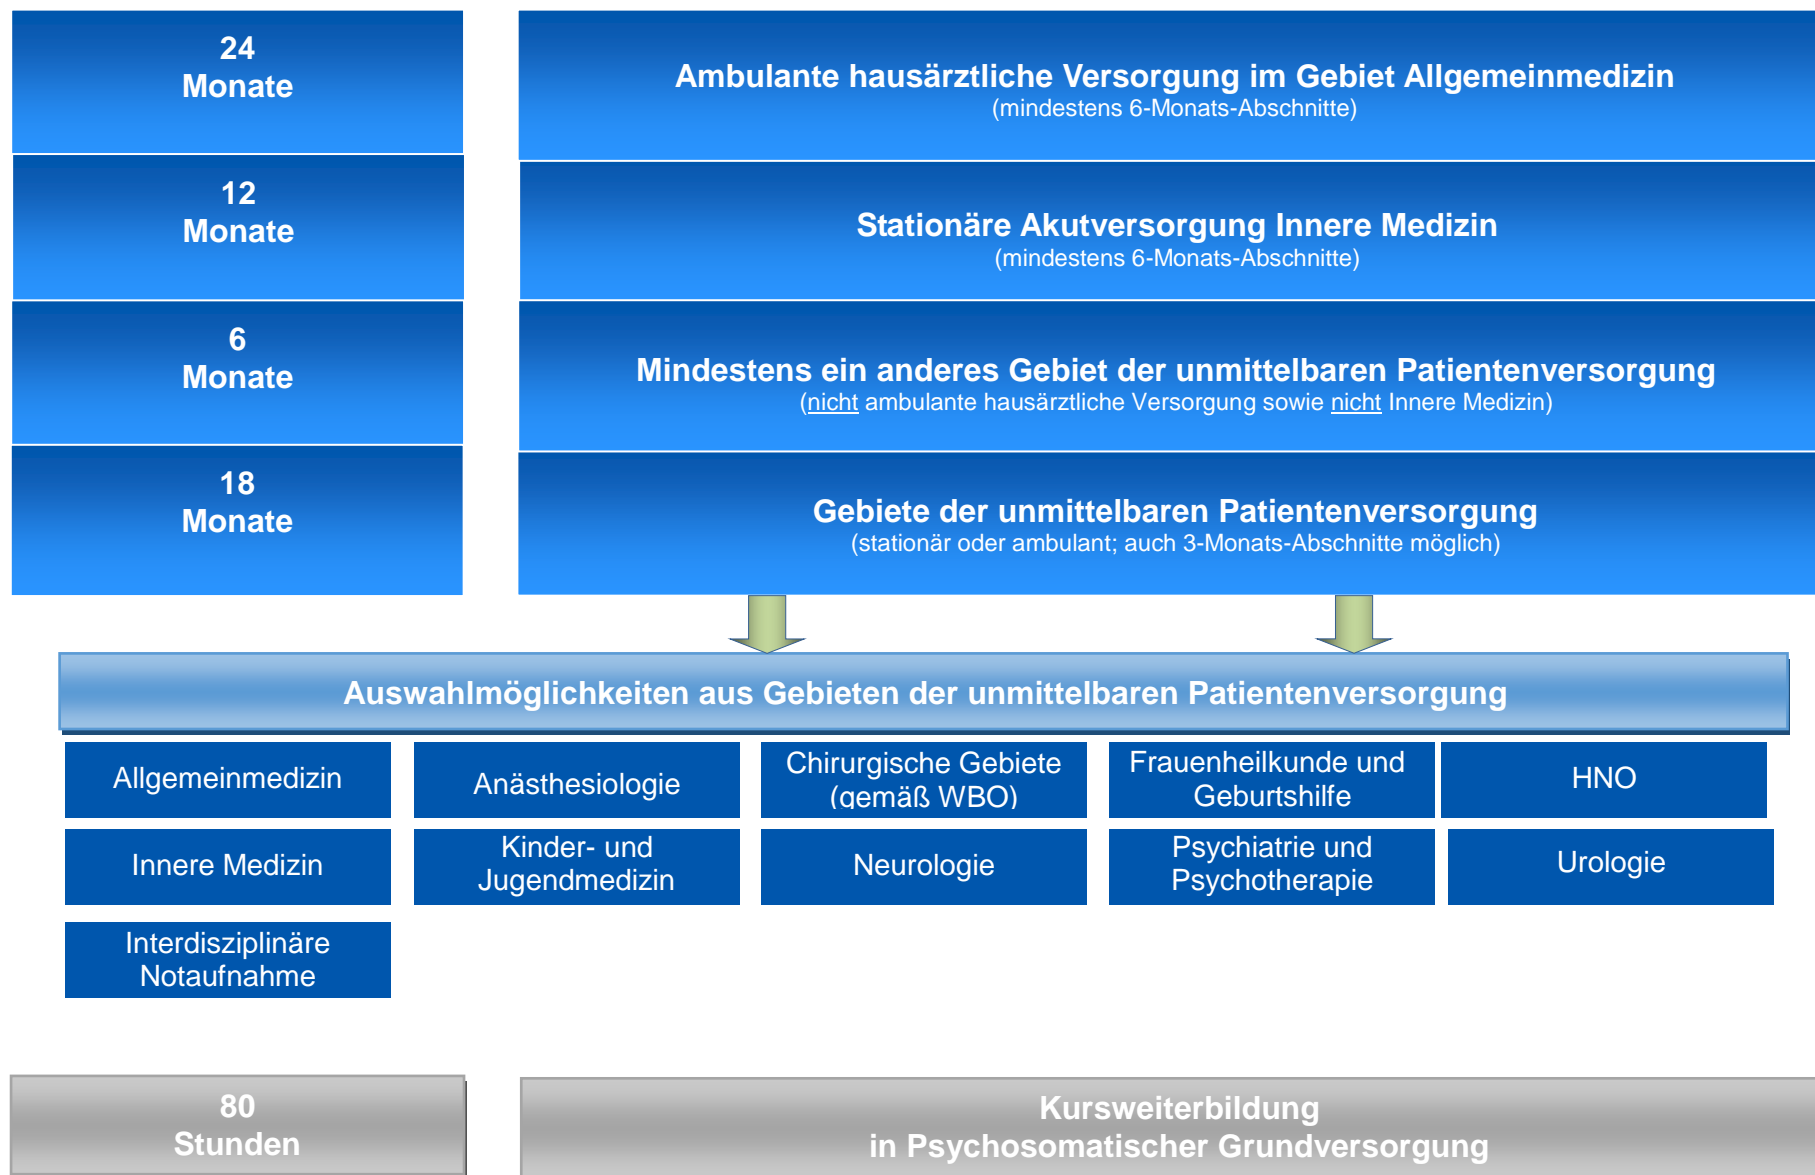 24
Monate
Ambulante hausärztliche Versorgung im Gebiet Allgemeinmedizin
(mindestens 6-Monats-Abschnitte)
12
Monate
Stationäre Akutversorgung Innere Medizin
(mindestens 6-Monats-Abschnitte)
6
Monate
Mindestens ein anderes Gebiet der unmittelbaren Patientenversorgung
(nicht ambulante hausärztliche Versorgung sowie nicht Innere Medizin)
18
Monate
Gebiete der unmittelbaren Patientenversorgung
(stationär oder ambulant; auch 3-Monats-Abschnitte möglich)
Auswahlmöglichkeiten aus Gebieten der unmittelbaren Patientenversorgung
Allgemeinmedizin
Anästhesiologie
Chirurgische Gebiete
(gemäß WBO)
Frauenheilkunde und
Geburtshilfe
HNO
Innere Medizin
Kinder- und
Jugendmedizin
Neurologie
Psychiatrie und
Psychotherapie
Urologie
Interdisziplinäre
Notaufnahme
80
Stunden
Kursweiterbildung
in Psychosomatischer Grundversorgung